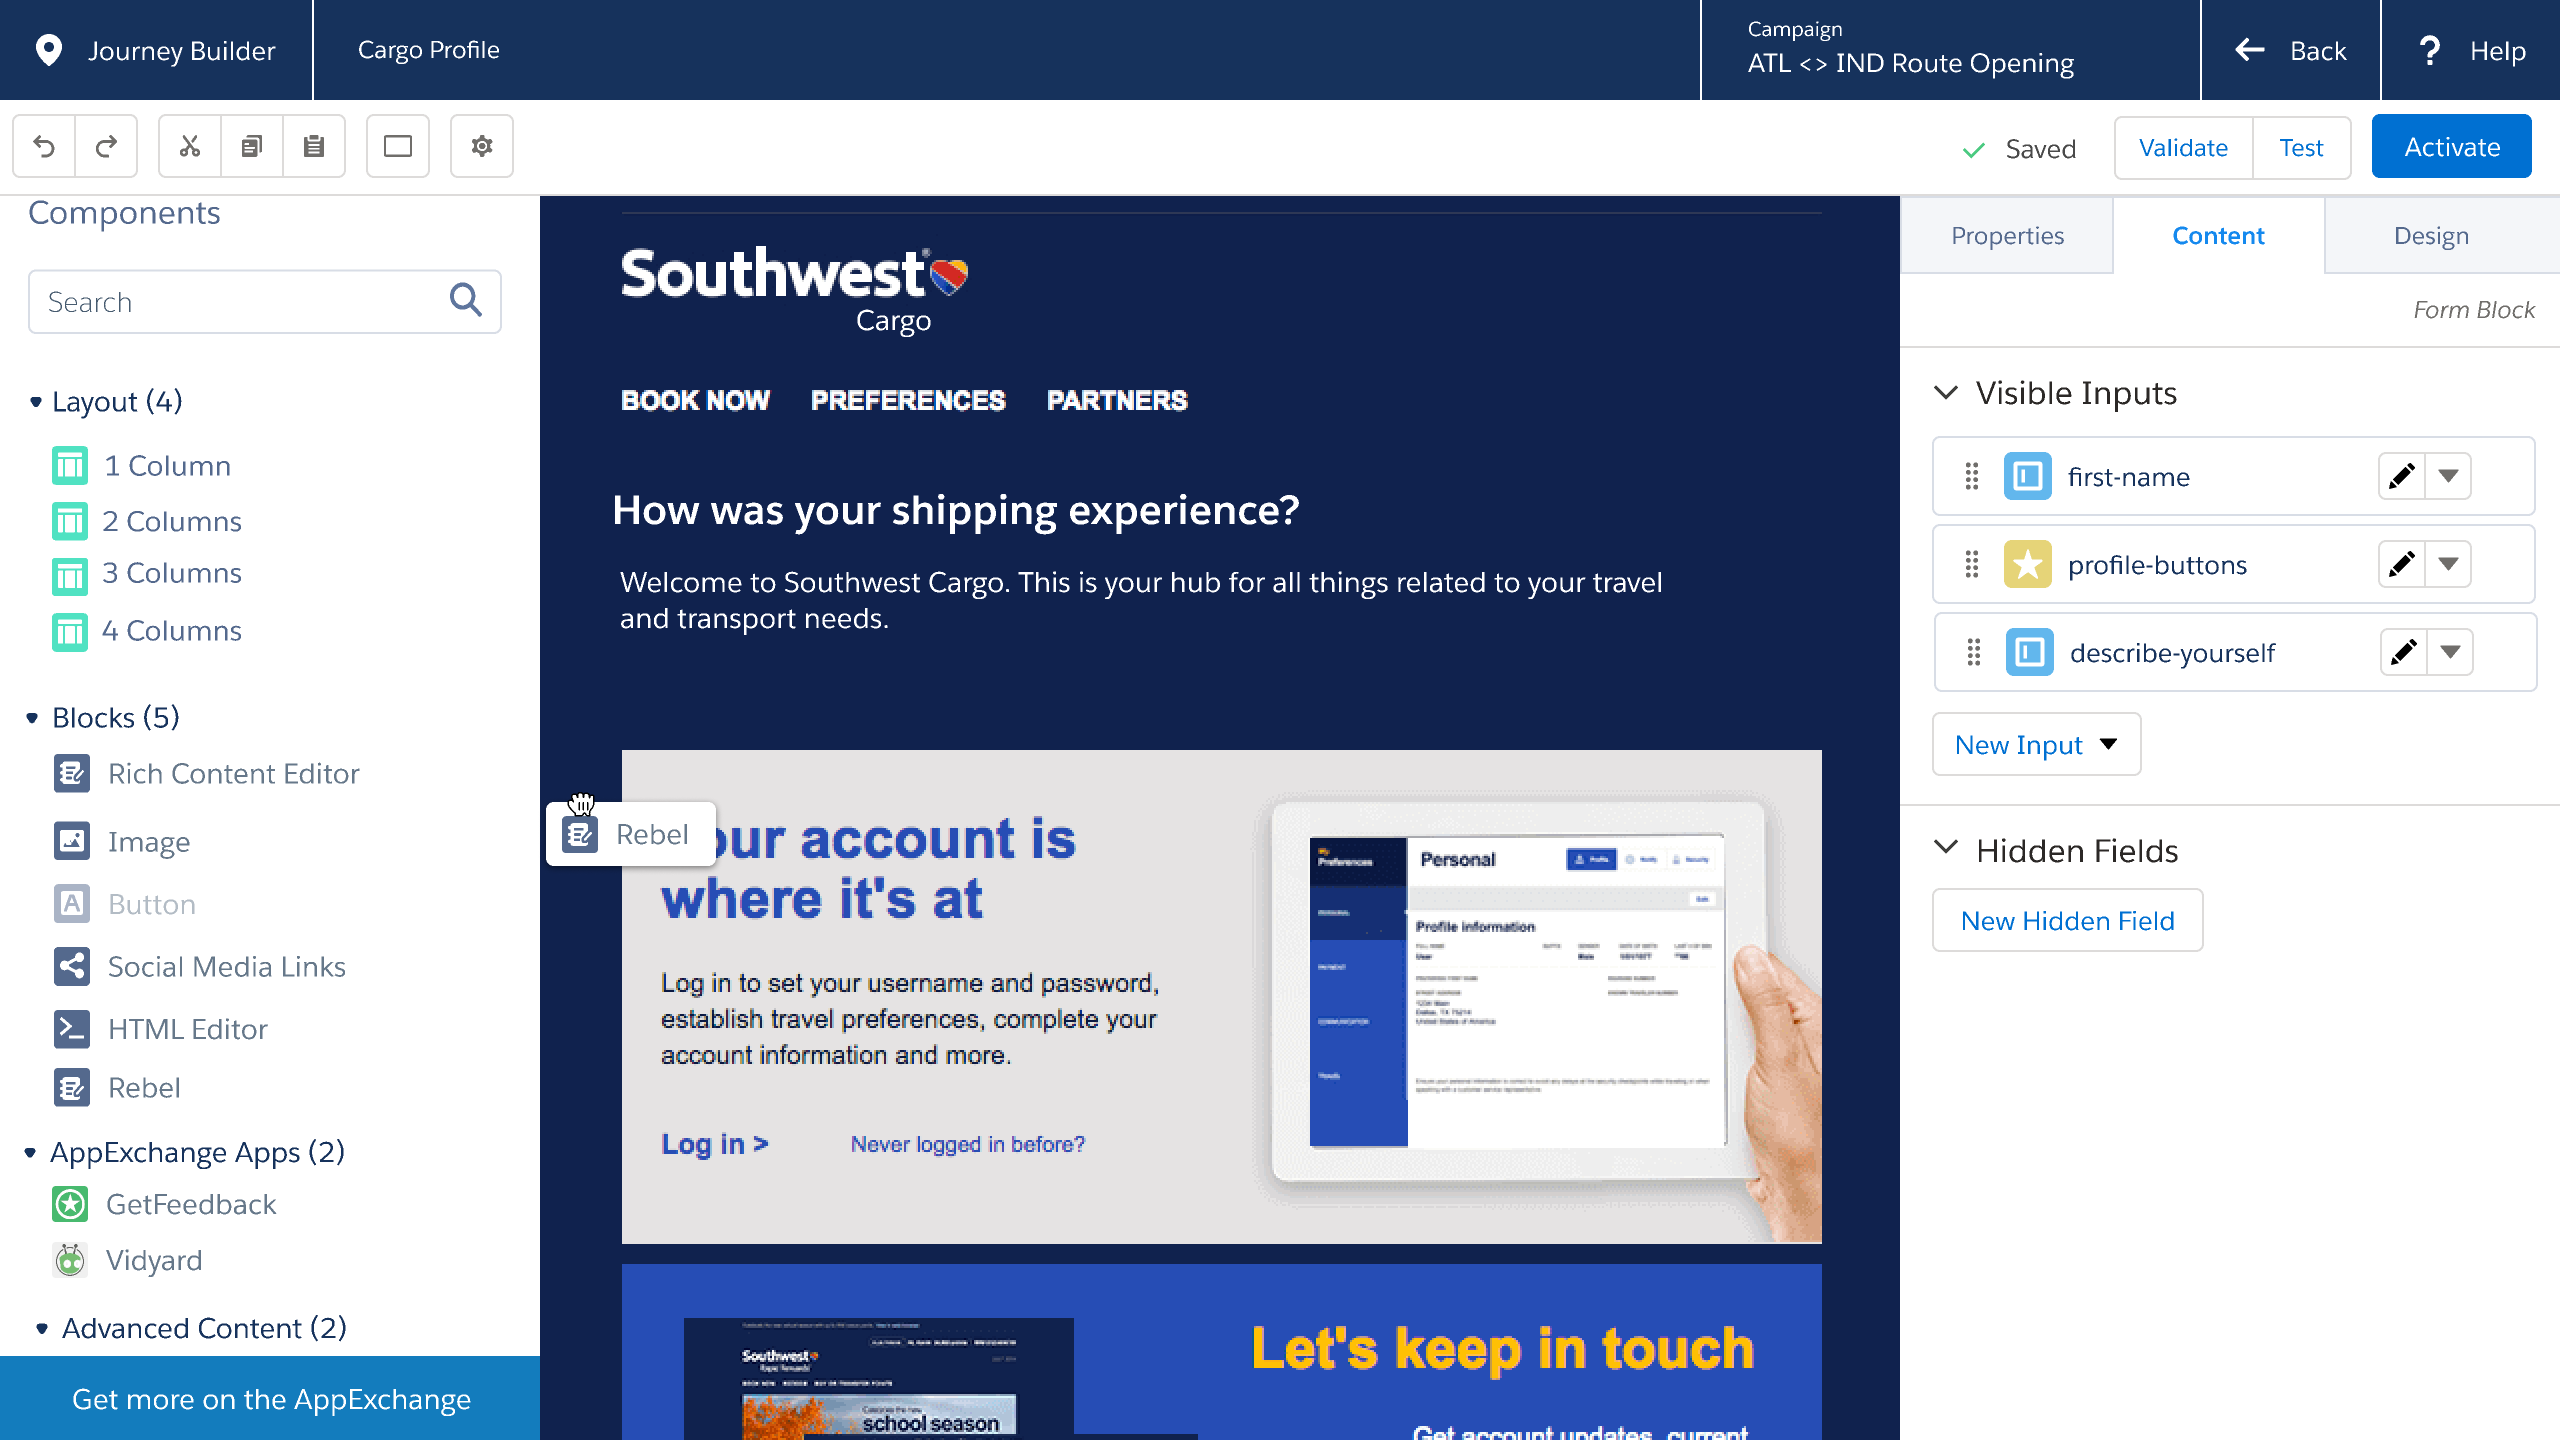 Journey Builder
Cargo Profile
Campaign
ATL <> IND Route Opening
Back
? Help
Saved
Validate
Test
Activate
Components
Search
Layout (4)
1 Column
2 Columns
3 Columns
4 Columns
Blocks (5)
Rich Content Editor
Image
Button
Social Media Links
HTML Editor
Rebel
AppExchange Apps (2)
GetFeedback
Vidyard
Advanced Content (2)
Get more on the AppExchange
Southwest®
Cargo
BOOK NOW PREFERENCES PARTNERS
How was your shipping experience?
Welcome to Southwest Cargo. This is your hub for all things related to your travel
and transport needs.
Rebel
our account is
where it's at
Log in to set your username and password,
establish travel preferences, complete your
account information and more.
Log in >
Never logged in before?
Preferences
Personal
Profile information
Southwest
school season
Let's keep in touch
Get account updates, current
Properties
Content
Design
Form Block
Visible Inputs
first-name
profile-buttons
describe-yourself
New Input
Hidden Fields
New Hidden Field